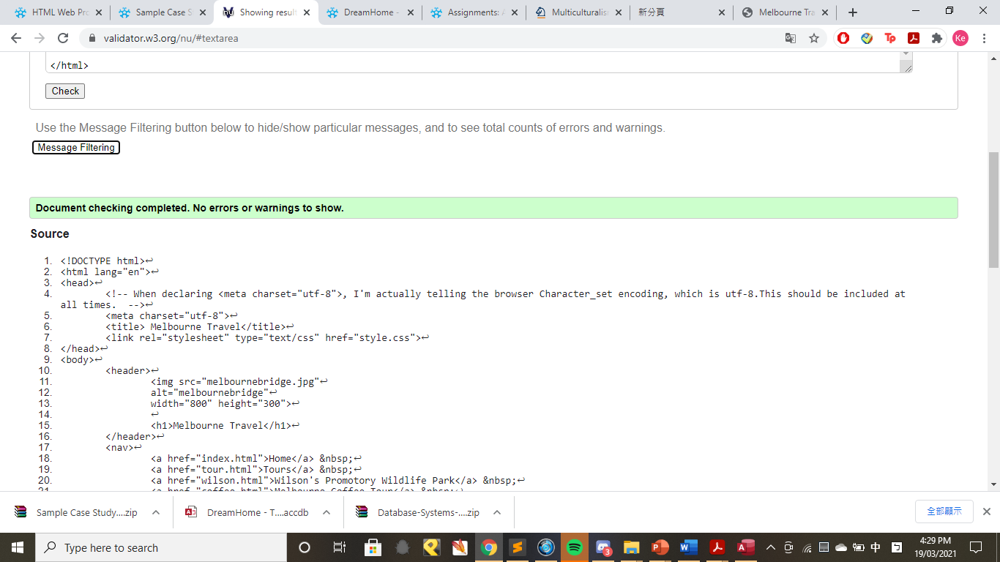 HTML Web Pro
Sample Case S
Showing result
DreamHome -
Assignments: A
Multiculturalis
新分頁
Melbourne Tra
validator.w3.org/nu/#textarea
Ke
</html>
Check
Use the Message Filtering button below to hide/show particular messages, and to see total counts of errors and warnings.
Message Filtering
Document checking completed. No errors or warnings to show.
Source
1. <!DOCTYPE html>↩
2. <html lang="en">↩
3. <head>↩
4. <!-- When declaring <meta charset="utf-8">, I'm actually telling the browser Character_set encoding, which is utf-8.This should be included at
all times.  -->↩
5. <meta charset="utf-8">↩
6. <title> Melbourne Travel</title>↩
7. <link rel="stylesheet" type="text/css" href="style.css">↩
8. </head>↩
9. <body>↩
10. <header>↩
11. <img src="melbournebridge.jpg"↩
12. alt="melbournebridge"↩
13. width="800" height="300">↩
14. ↩
15. <h1>Melbourne Travel</h1>↩
16. </header>↩
17. <nav>↩
18. <a href="index.html">Home</a> &nbsp;↩
19. <a href="tour.html">Tours</a> &nbsp;↩
20. <a href="wilson.html">Wilson's Promotory Wildlife Park</a> &nbsp;↩
21. <a href="coffee.html">Melbourne Coffee Tour</a> &nbsp;↩
Sample Case Study....zip
DreamHome - T....accdb
Database-Systems-....zip
全部顯示
Type here to search
3
中
4:29 PM
19/03/2021